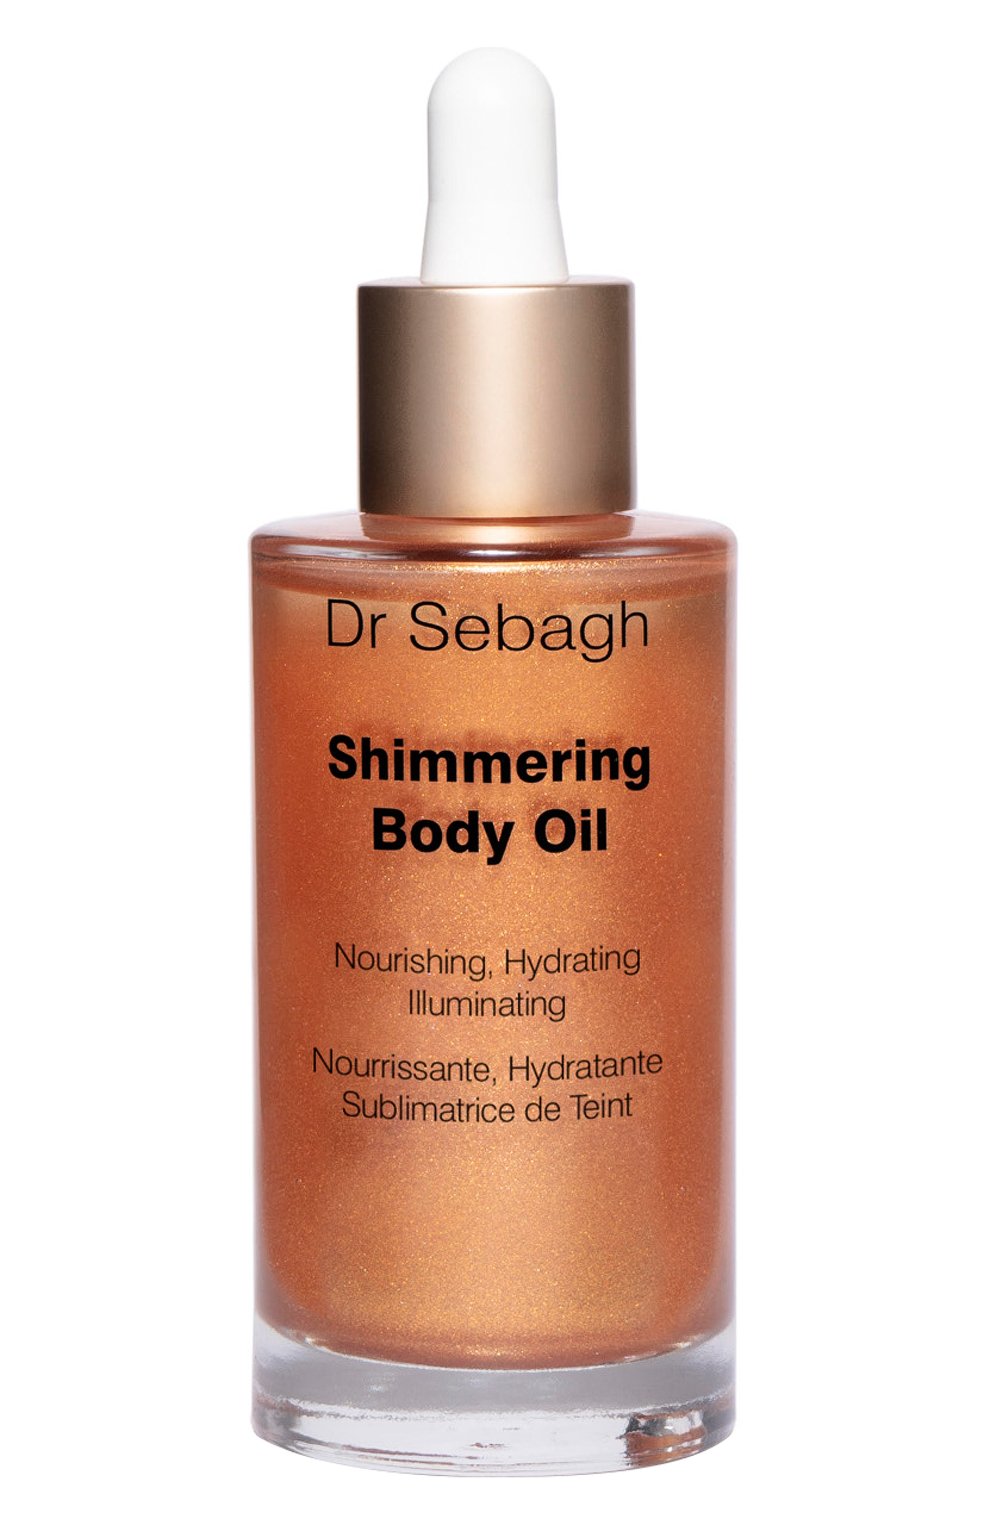 Dr Sebagh
Shimmering
Body Oil
Nourishing, Hydrating
Illuminating
Nourrissante, Hydratante
Sublimatrice de Teint